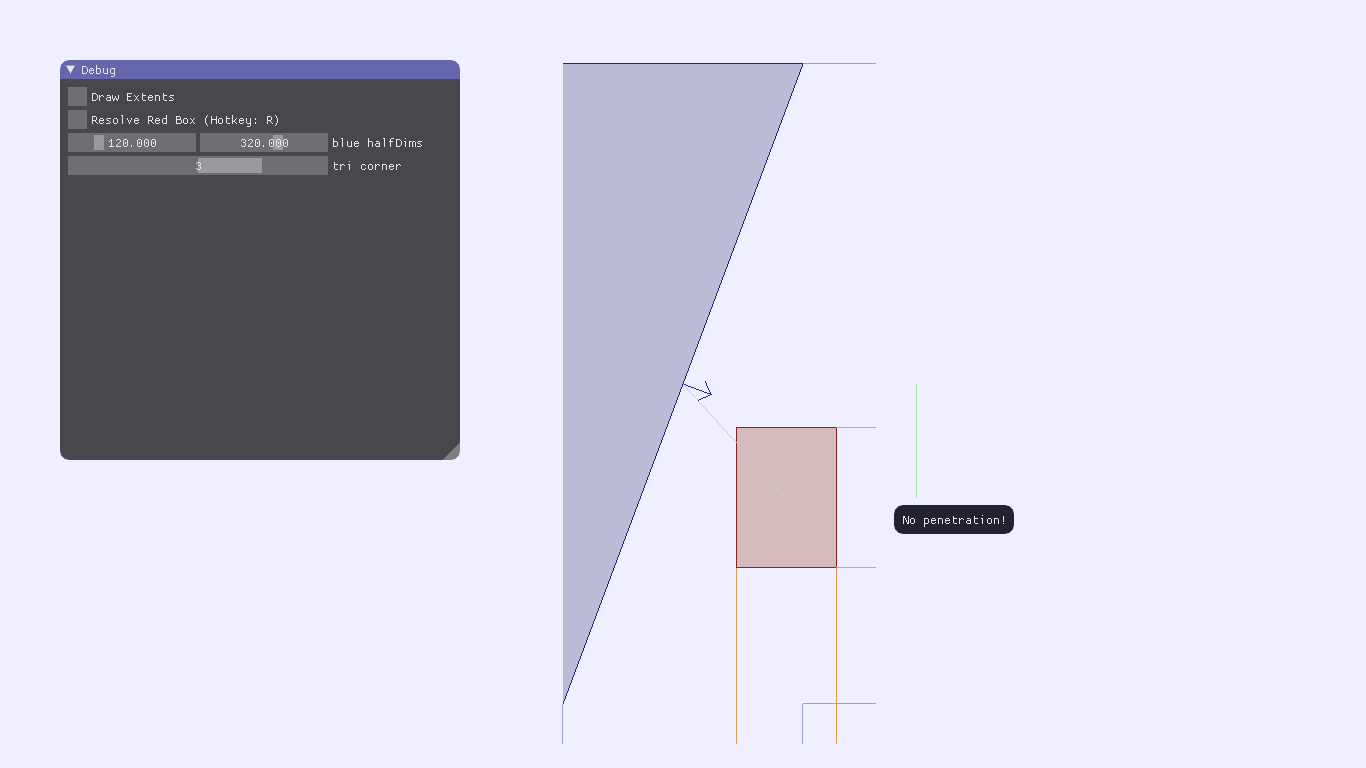 Debug
Draw Extents
Resolve Red Box (Hotkey: R)
120.000 320.000 blue halfDims
3 tri corner
No penetration!